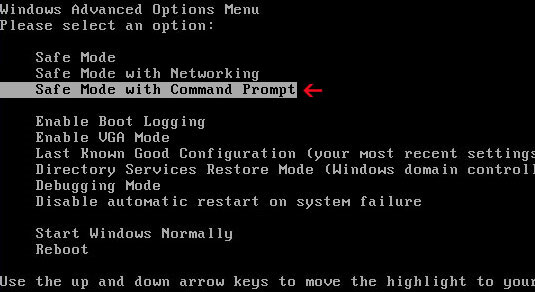 Windows Advanced Options Menu
Please select an option:
Safe Mode
Safe Mode with Networking
Safe Mode with Command Prompt
Enable Boot Logging
Enable VGA Mode
Last Known Good Configuration (your most recent settings
Directory Services Restore Mode (Windows domain controll
Debugging Mode
Disable automatic restart on system failure
Start Windows Normally
Reboot
Use the up and down arrow keys to move the highlight to your